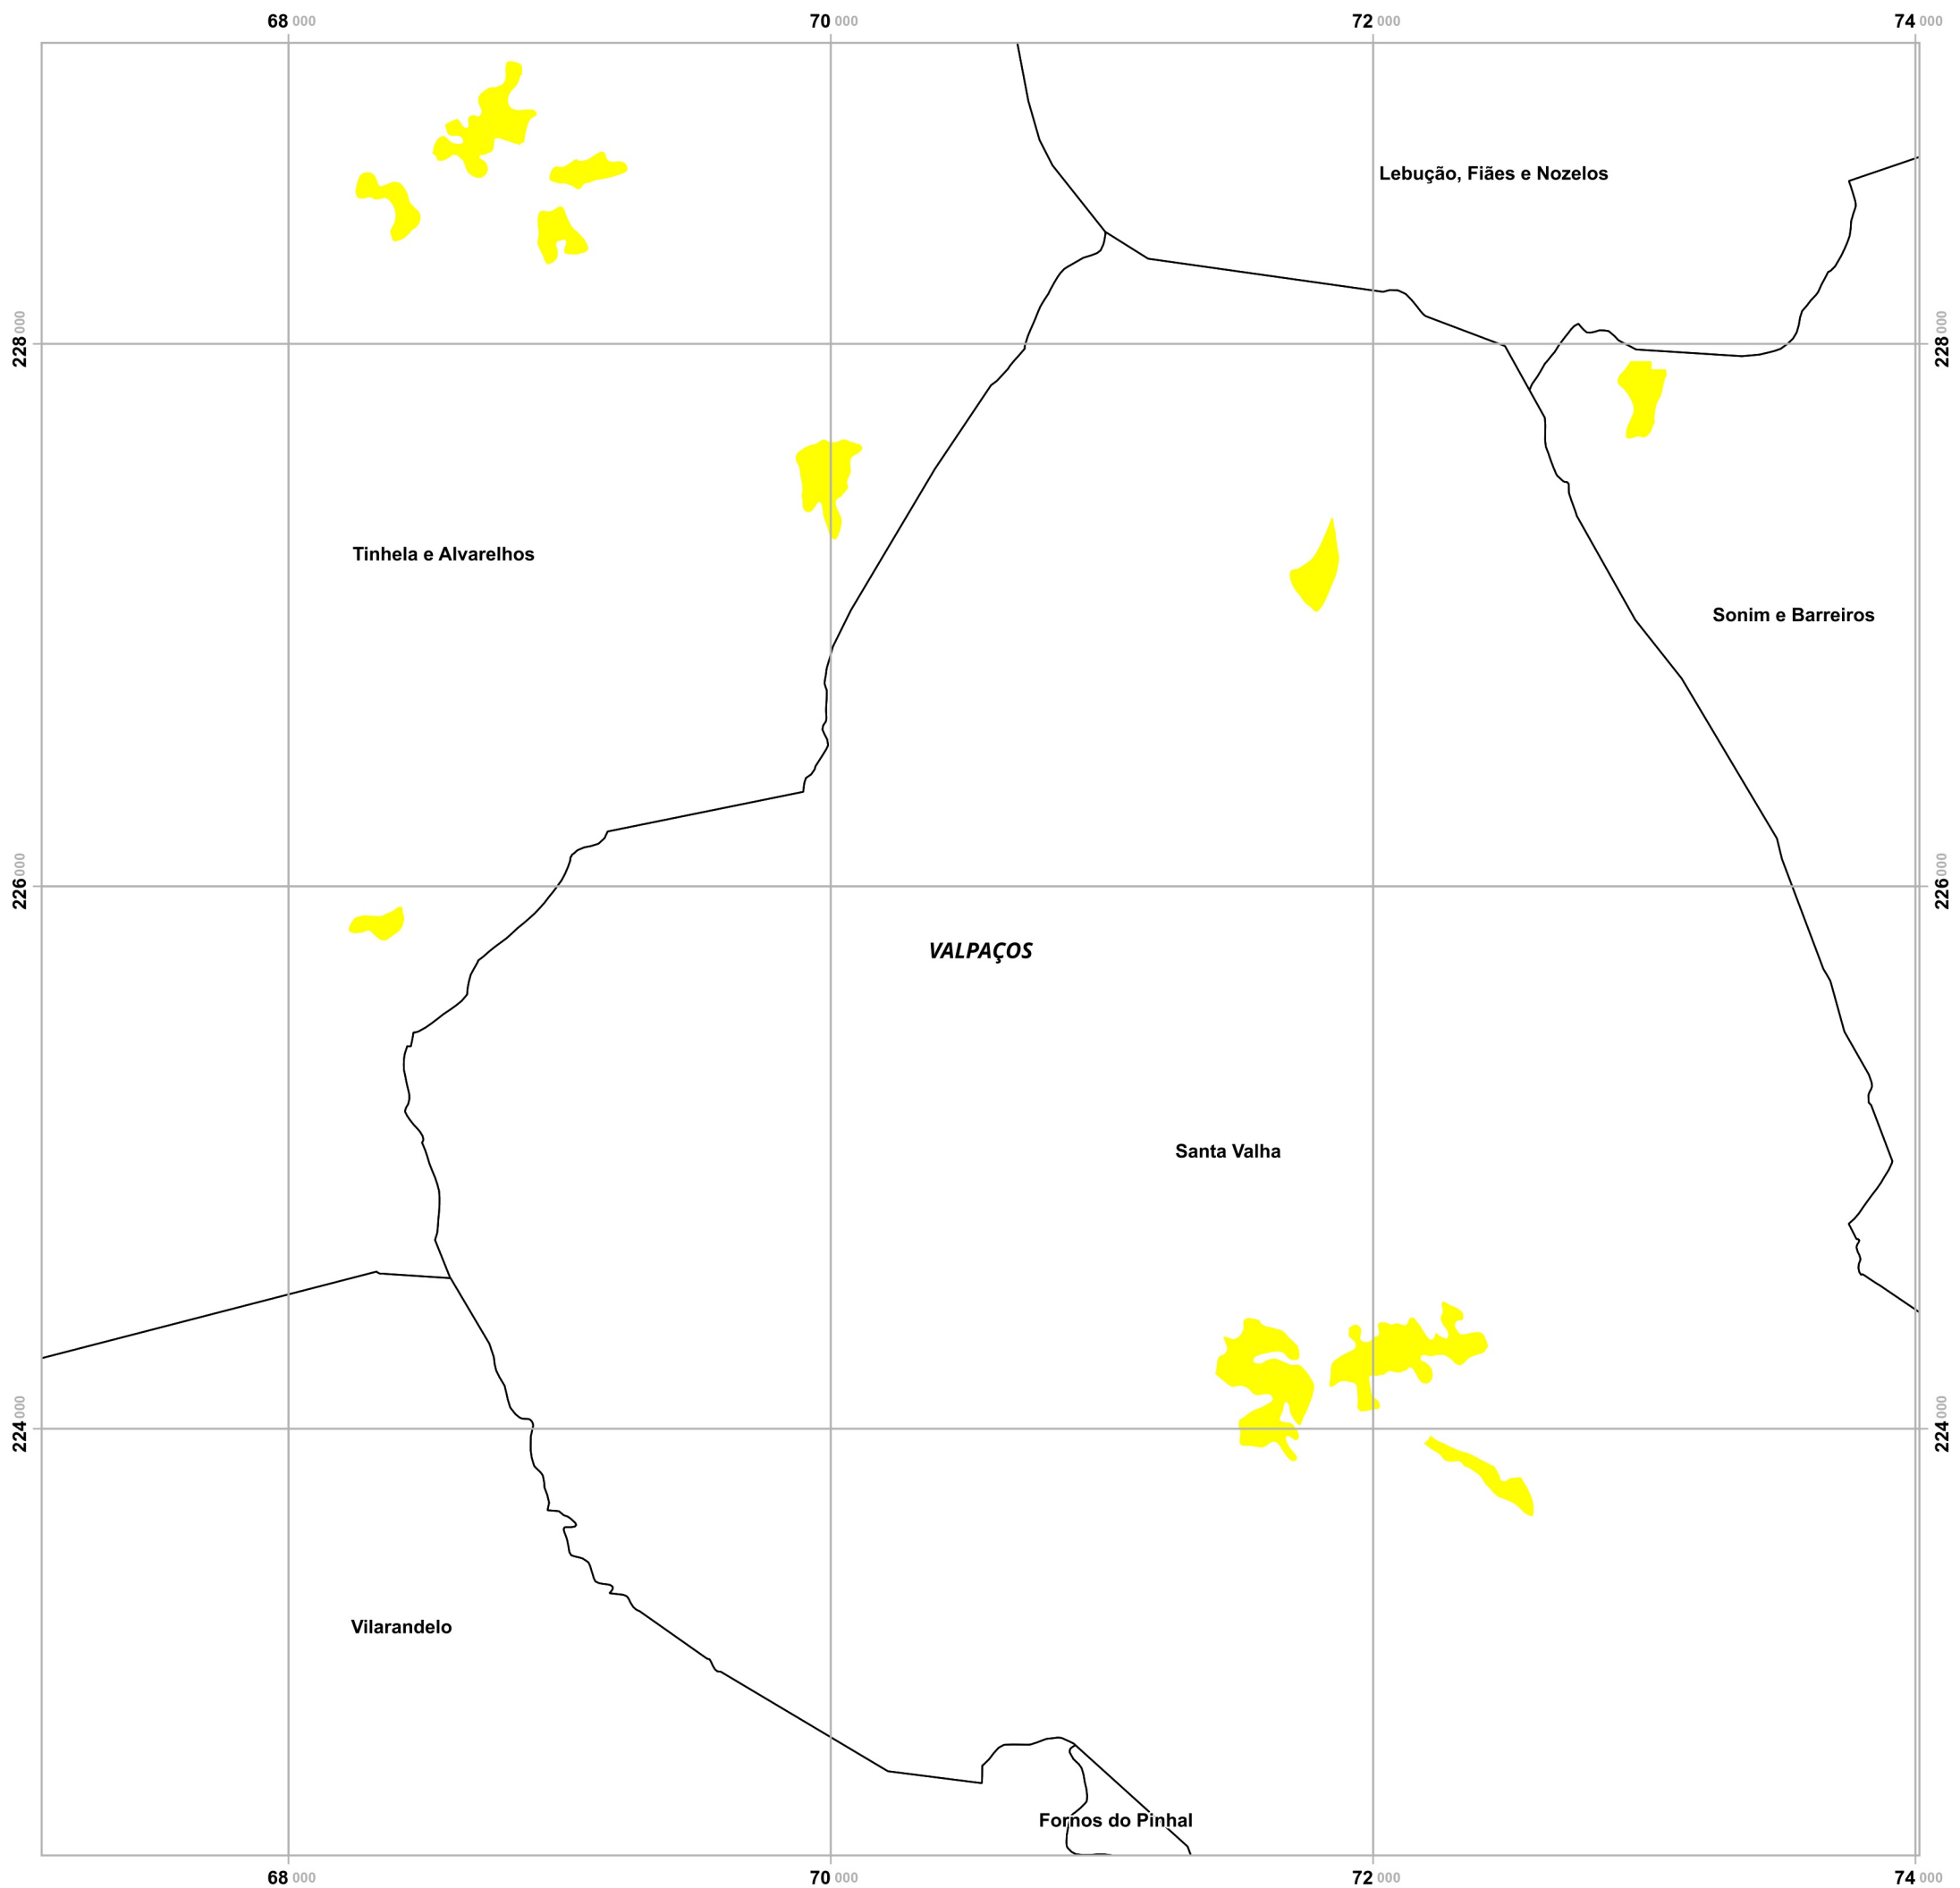 68 000 70 000 72 000 74 000
Lebução, Fiães e Nozelos
228 000 228 000
Tinhela e Alvarelhos
Sonim e Barreiros
226 000 226 000
VALPAÇOS
Santa Valha
224 000 224 000
Vilarandelo
Fornos do Pinhal
68 000 70 000 72 000 74 000